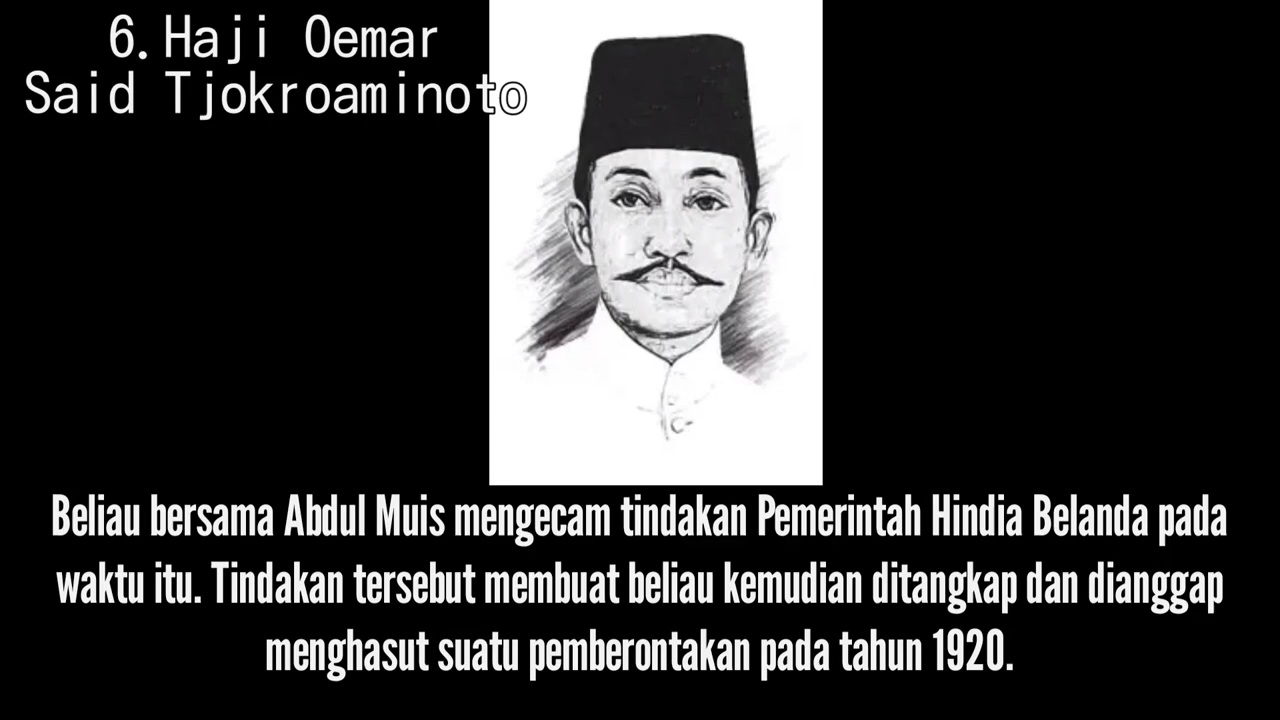 6.Haji Oemar
Said Tjokroaminoto
Beliau bersama Abdul Muis mengecam tindakan Pemerintah Hindia Belanda pada
waktu itu. Tindakan tersebut membuat beliau kemudian ditangkap dan dianggap
menghasut suatu pemberontakan pada tahun 1920.